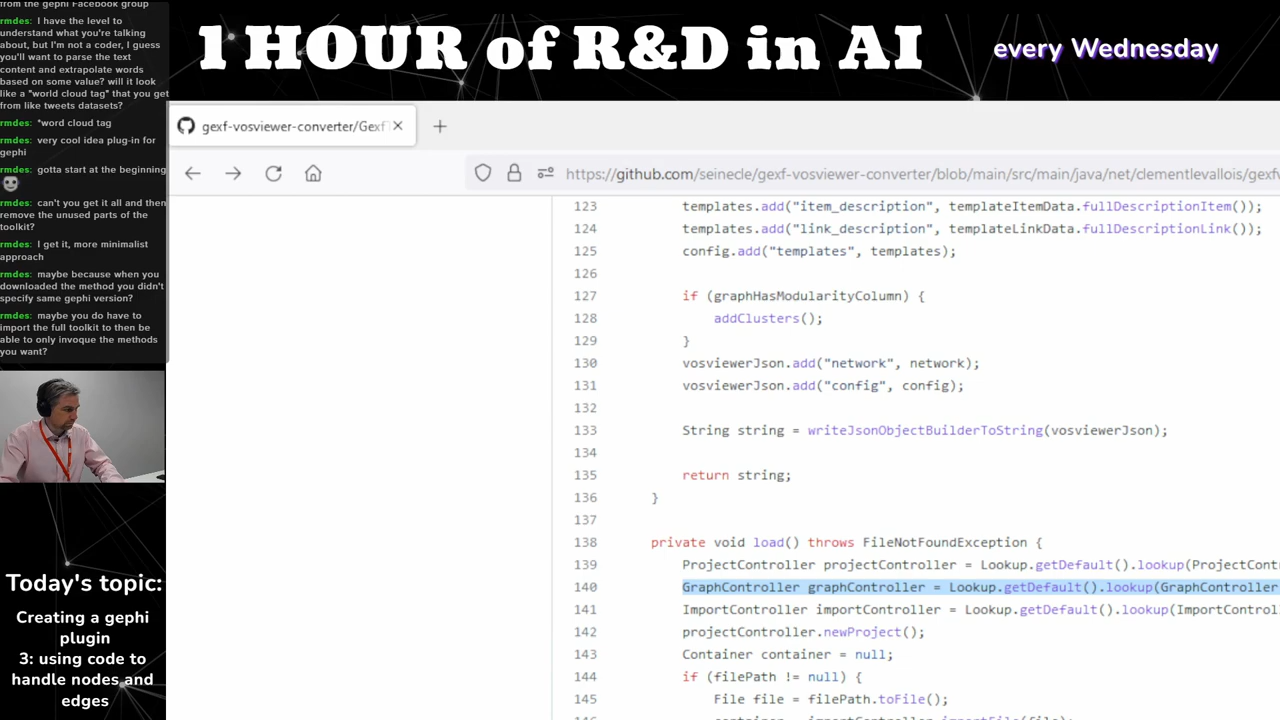 from the gephi Facebook group
rmdes: I have the level to
understand what you're talking
about, but I'm not a coder, I guess
you'll want to parse the text
content and extrapolate words
based on some value? will it look
like a "world cloud tag" that you get
from like tweets datasets?
rmdes: *word cloud tag
rmdes: very cool idea plug-in for
gephi
rmdes: gotta start at the beginning
rmdes: can't you get it all and then
remove the unused parts of the
toolkit?
rmdes: I get it, more minimalist
approach
rmdes: maybe because when you
downloaded the method you didn't
specify same gephi version?
rmdes: maybe you do have to
import the full toolkit to then be
able to only invoque the methods
you want?
Today's topic:
Creating a gephi
plugin
3: using code to
handle nodes and
edges
1 HOUR of R&D in AI
every Wednesday
gexf-vosviewer-converter/Gexf
https://github.com/seinecle/gexf-vosviewer-converter/blob/main/src/main/java/net/clementlevallois/gexfv
123 templates.add("item_description", templateItemData.fullDescriptionItem());
124 templates.add("link_description", templateLinkData.fullDescriptionLink());
125 config.add("templates", templates);
126
127 if (graphHasModularityColumn) {
128 addClusters();
129 }
130 vosviewerJson.add("network", network);
131 vosviewerJson.add("config", config);
132
133 String string = writeJsonObjectBuilderToString(vosviewerJson);
134
135 return string;
136 }
137
138 private void load() throws FileNotFoundException {
139 ProjectController projectController = Lookup.getDefault().lookup(ProjectCont
140 GraphController graphController = Lookup.getDefault().lookup(GraphController
141 ImportController importController = Lookup.getDefault().lookup(ImportControl
142 projectController.newProject();
143 Container container = null;
144 if (filePath != null) {
145 File file = filePath.toFile();